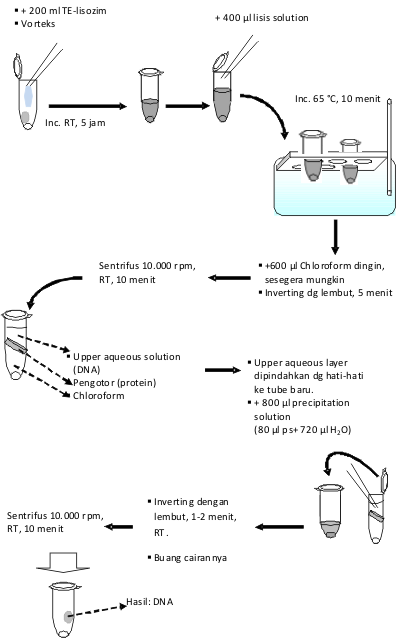 ▪ + 200 ml TE-lisozim
▪ Vorteks
+ 400 µl lisis solution
Inc. RT, 5 jam
Inc. 65 °C, 10 menit
Sentrifus 10.000 rpm,
RT, 10 menit
▪ +600 µl Chloroform dingin,
sesegera mungkin
▪ Inverting dg lembut, 5 menit
▪ Upper aqueous solution
(DNA)
▪ Pengotor (protein)
▪ Chloroform
▪ Upper aqueous layer
dipindahkan dg hati-hati
ke tube baru.
▪ + 800 µl precipitation
solution
(80 µl ps+ 720 µl H₂O)
Sentrifus 10.000 rpm,
RT, 10 menit
▪ Inverting dengan
lembut, 1-2 menit,
RT.
▪ Buang cairannya
Hasil: DNA